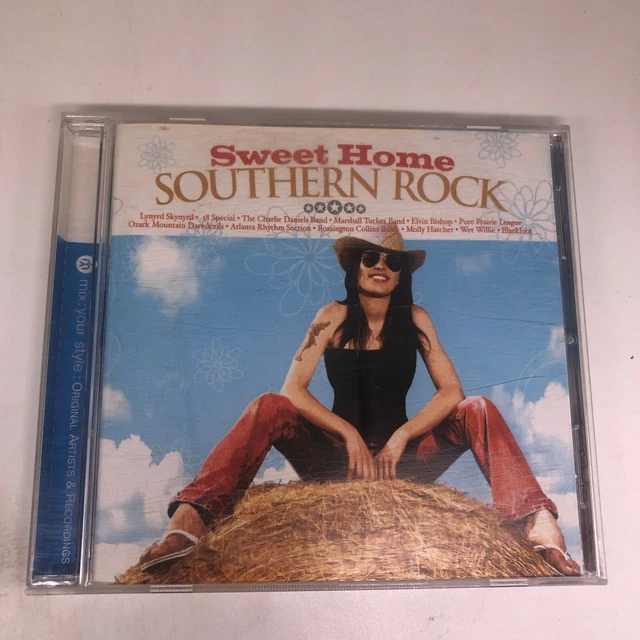 Sweet Home
SOUTHERN ROCK
Lynyrd Skynyrd • .38 Special • The Charlie Daniels Band • Marshall Tucker Band • Elvin Bishop • Pure Prairie League
Ozark Mountain Daredevils • Atlanta Rhythm Section • Rossington Collins Band • Molly Hatchet • Wet Willie • Blackfoot
mix: your style : ORIGINAL ARTISTS & RECORDINGS